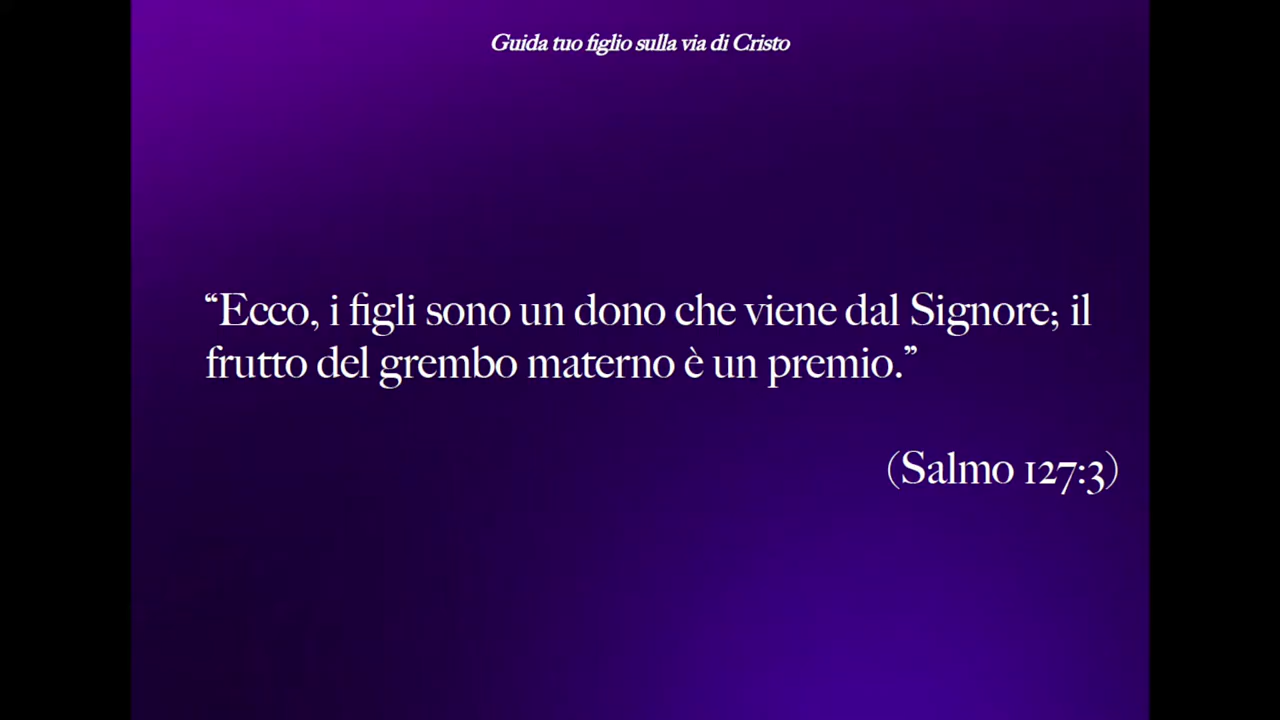 Guida tuo figlio sulla via di Cristo
“Ecco, i figli sono un dono che viene dal Signore; il
frutto del grembo materno è un premio.”
(Salmo 127:3)